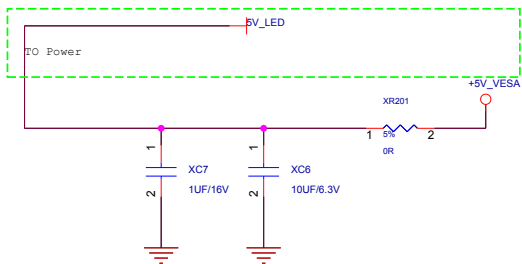 5V_LED
TO Power
+5V_VESA
XR201
1 5% 2
0R
1 XC7 1 XC6
2 1UF/16V 2 10UF/6.3V